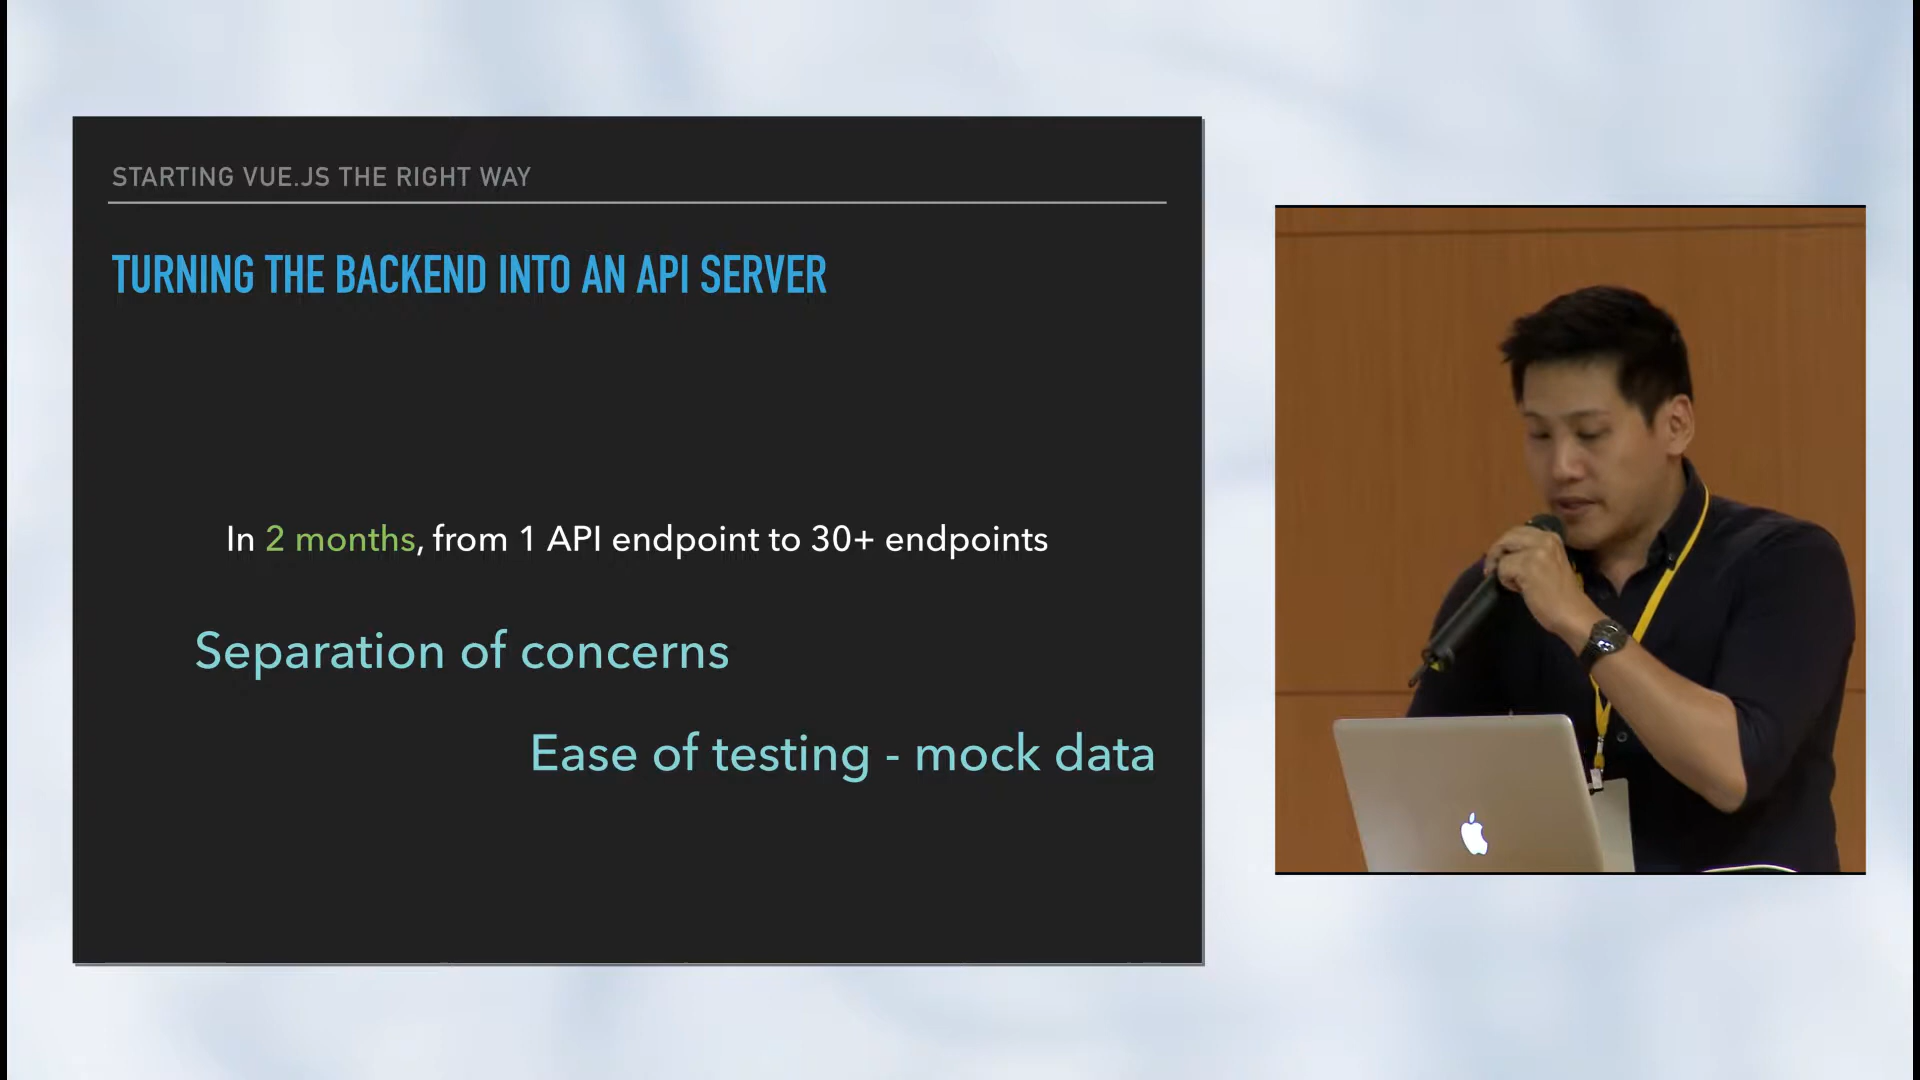 STARTING VUE.JS THE RIGHT WAY
TURNING THE BACKEND INTO AN API SERVER
In 2 months, from 1 API endpoint to 30+ endpoints
Separation of concerns
Ease of testing - mock data